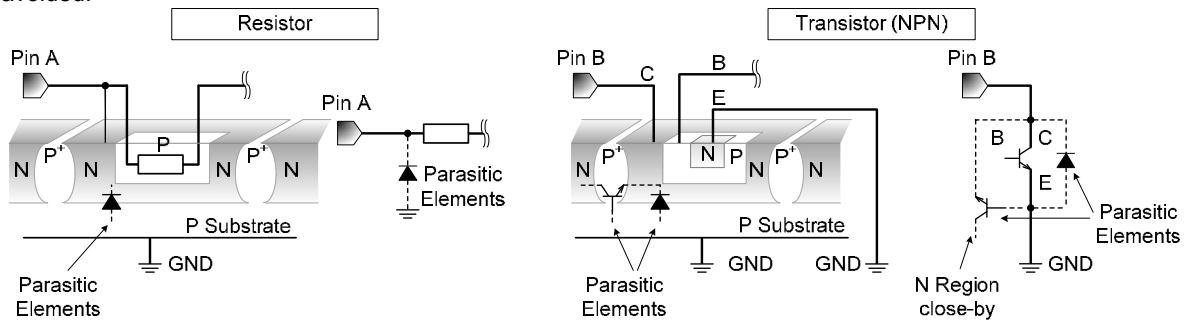 Resistor
Transistor (NPN)
Pin A
Pin A
N
P+
N
P
P+
N
Parasitic
Elements
P Substrate
GND
Parasitic
Elements
Pin B
C
B
E
N
P+
N
N
P
P+
N
P Substrate
GND
GND
Parasitic
Elements
Pin B
B
C
E
Parasitic
Elements
GND
N Region
close-by